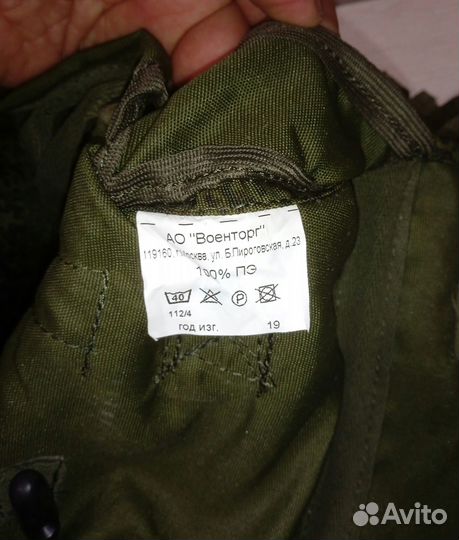 АО "Военторг"
119160, г.Москва, ул. Б.Пироговская, д.23
100% ПЭ
40 P
112/4
год изг. 19
Avito